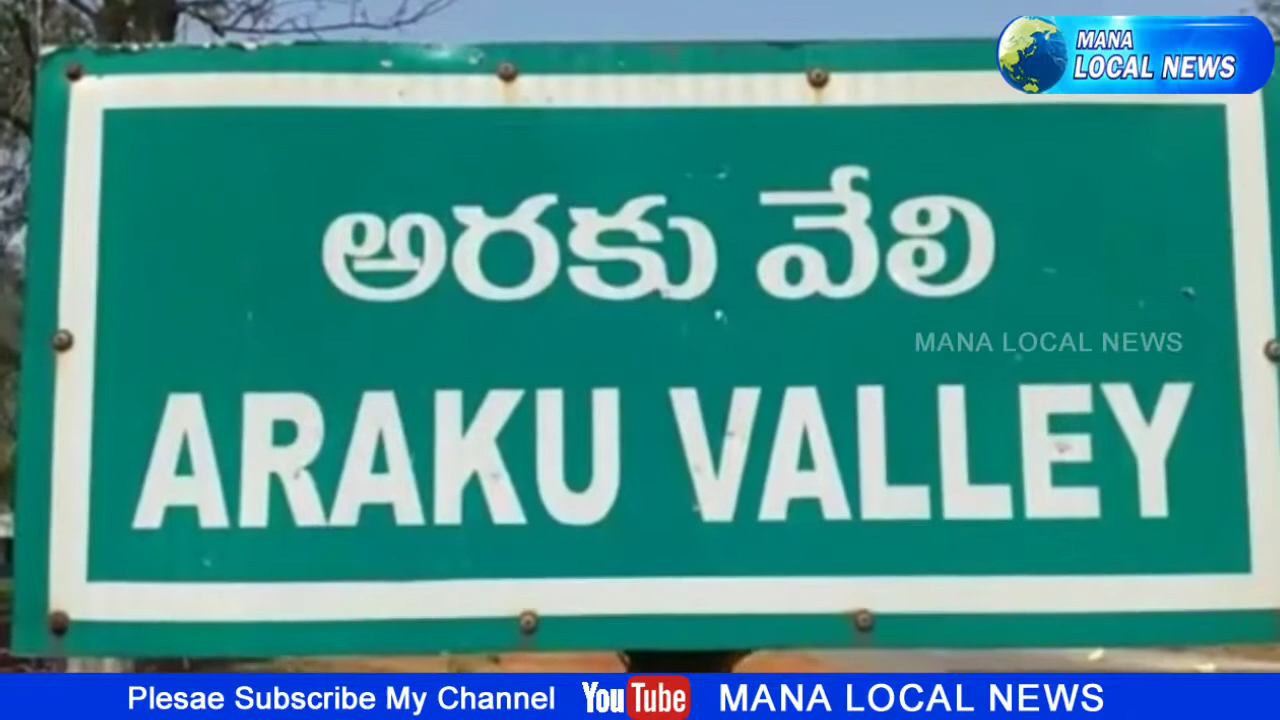 MANA
LOCAL NEWS
అరకు వేలి
MANA LOCAL NEWS
ARAKU VALLEY
Plesae Subscribe My Channel YouTube MANA LOCAL NEWS